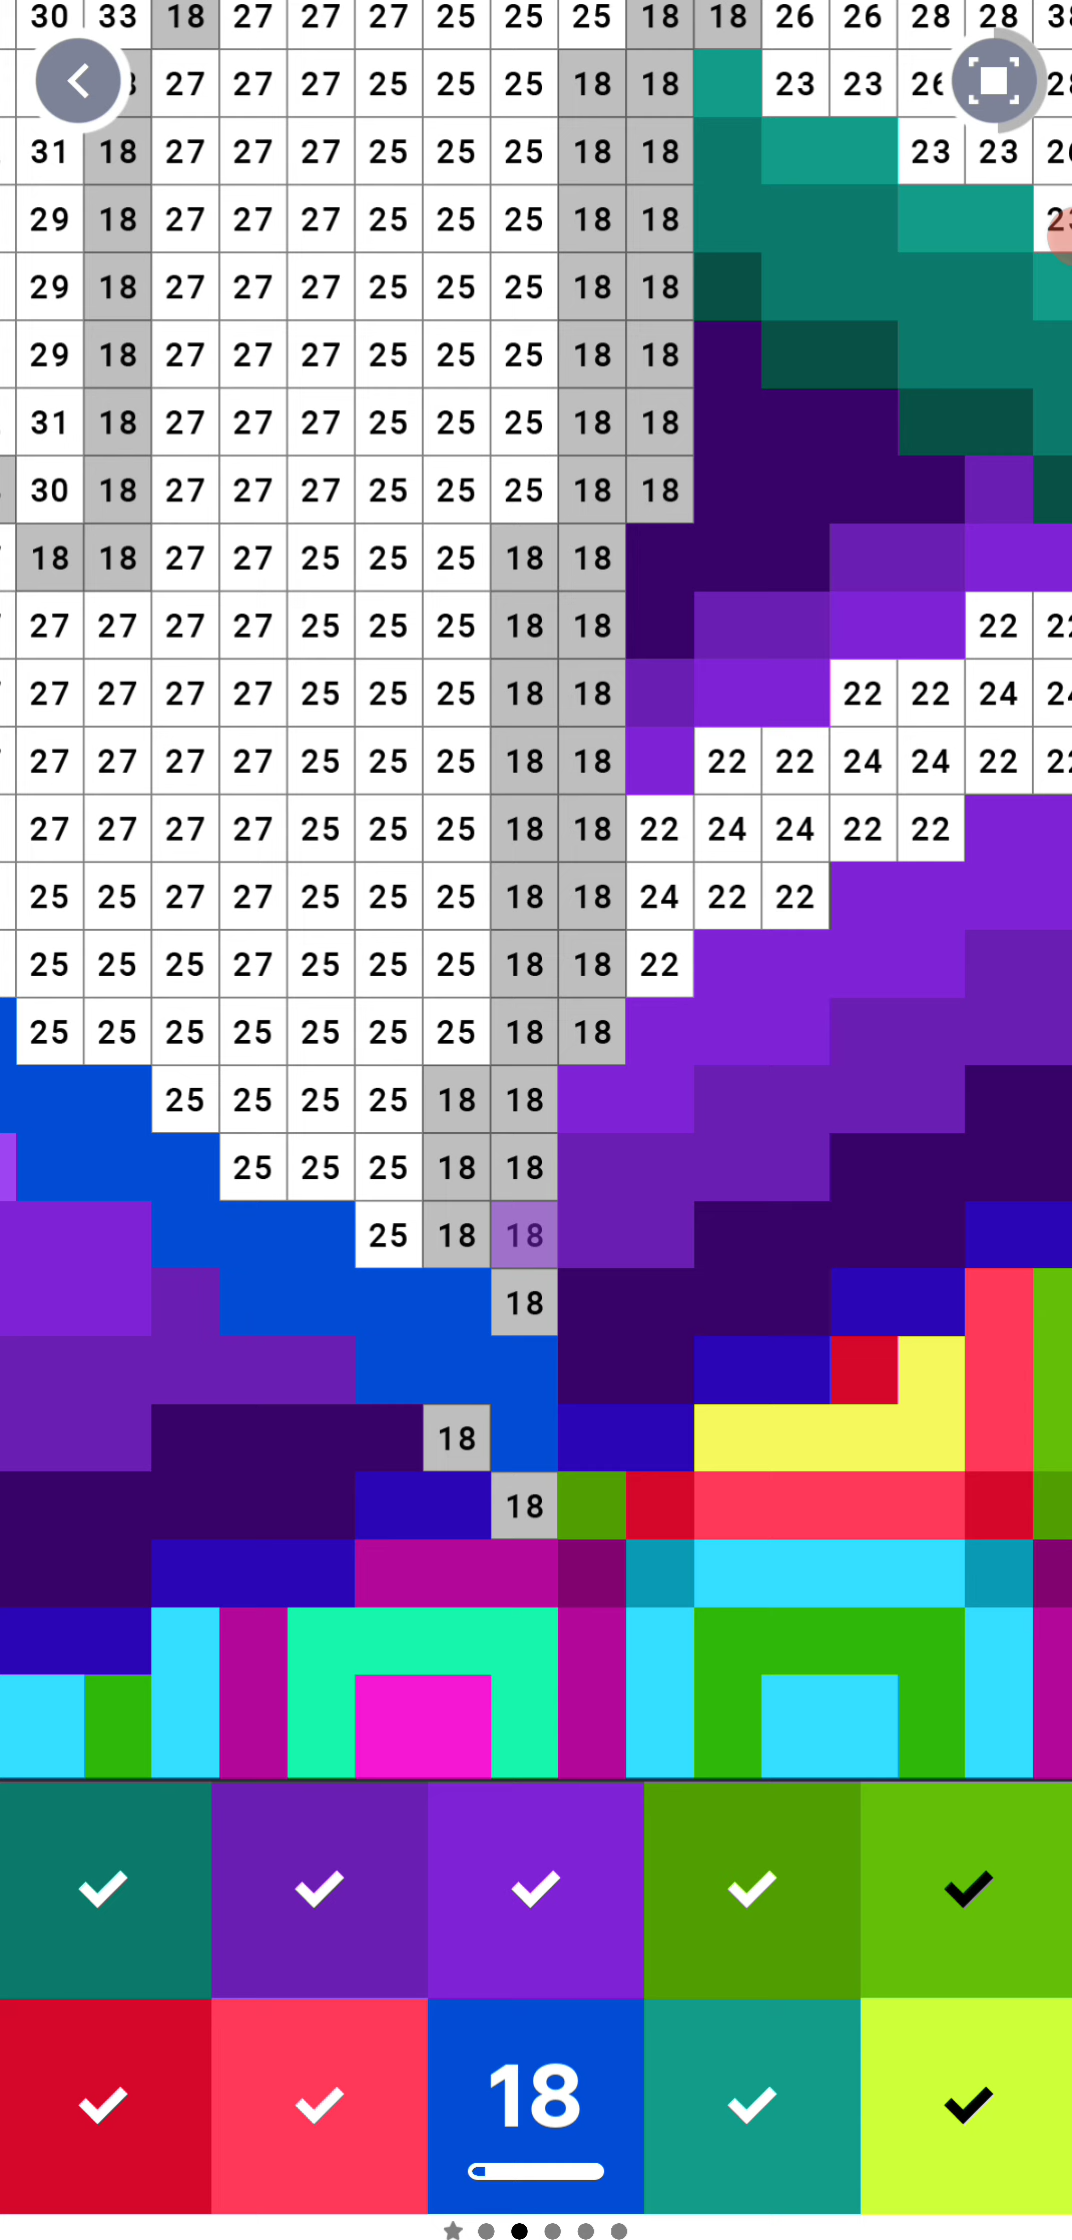 30 33 18 27 27 27 25 25 25 18 18 26 26 28 28
27 27 27 25 25 18 18 23 23
31 18 27 27 27 25 25 25 18 18 23 23
29 18 27 27 27 25 25 25 18 18
29 18 27 27 27 25 25 25 18 18
29 18 27 27 27 25 25 25 18 18
31 18 27 27 27 25 25 25 18 18
30 18 27 27 27 25 25 25 18 18
18 18 27 27 25 25 25 18 18
27 27 27 27 25 25 25 18 18 22
27 27 27 27 25 25 25 18 18 22 22 24
27 27 27 27 25 25 25 18 18 22 22 24 24 22
27 27 27 27 25 25 25 18 18 22 24 24 22 22
25 25 27 27 25 25 25 18 18 24 22 22
25 25 25 27 25 25 25 18 18 22
25 25 25 25 25 25 25 18 18
25 25 25 25 18 18
25 25 25 18 18
25 18 18
18
18
18
18